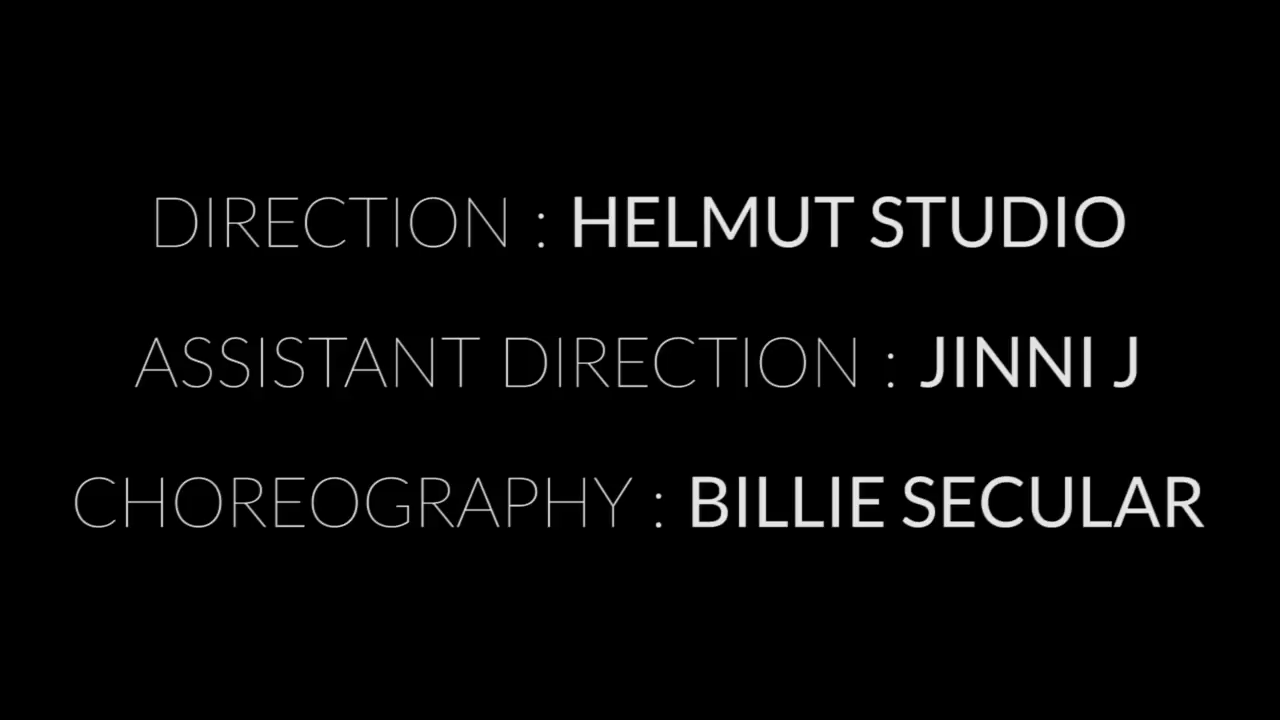 DIRECTION : HELMUT STUDIO
ASSISTANT DIRECTION : JINNI J
CHOREOGRAPHY : BILLIE SECULAR